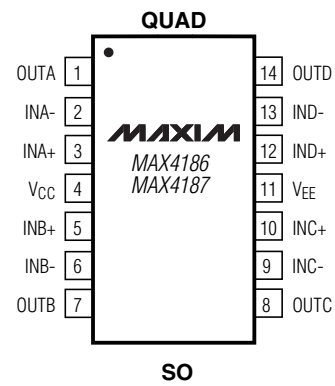 QUAD
OUTA 1 14 OUTD
INA- 2 13 IND-
INA+ 3 MAXIM 12 IND+
MAX4186
VCC 4 MAX4187 11 VEE
INB+ 5 10 INC+
INB- 6 9 INC-
OUTB 7 8 OUTC
SO